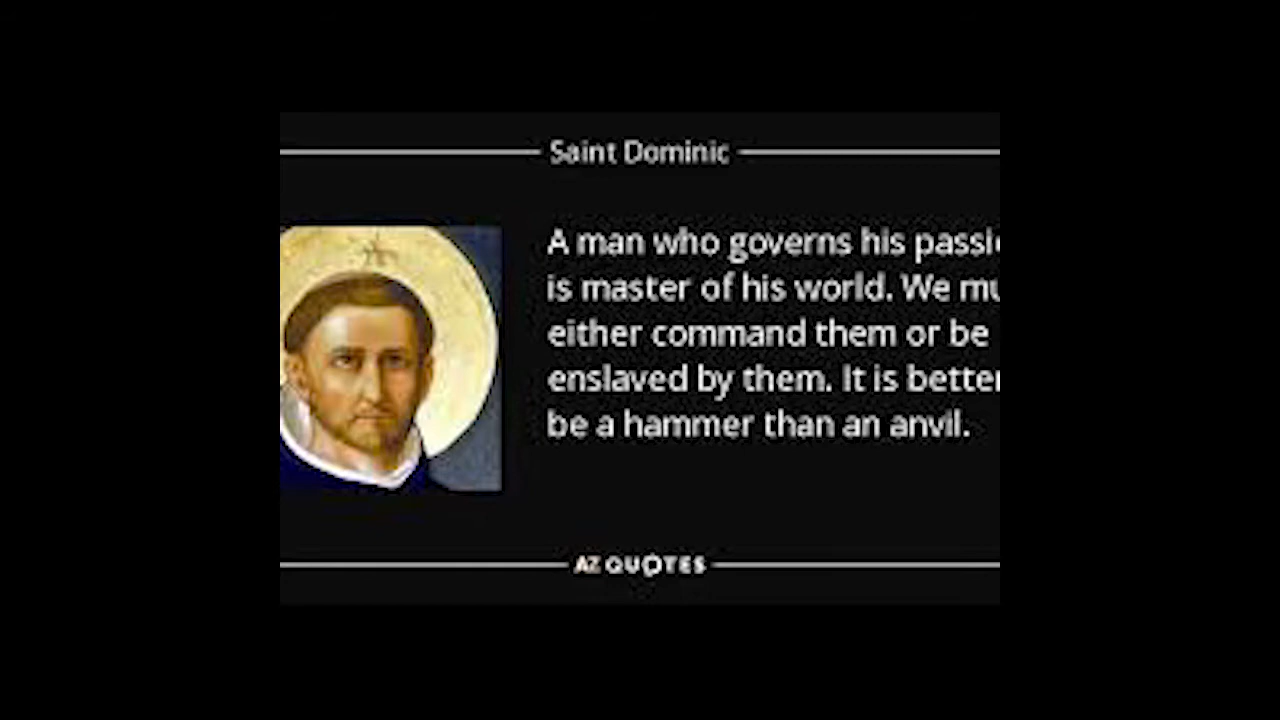 Saint Dominic
A man who governs his passi
is master of his world. We mu
either command them or be
enslaved by them. It is better
be a hammer than an anvil.
AZ QUOTES